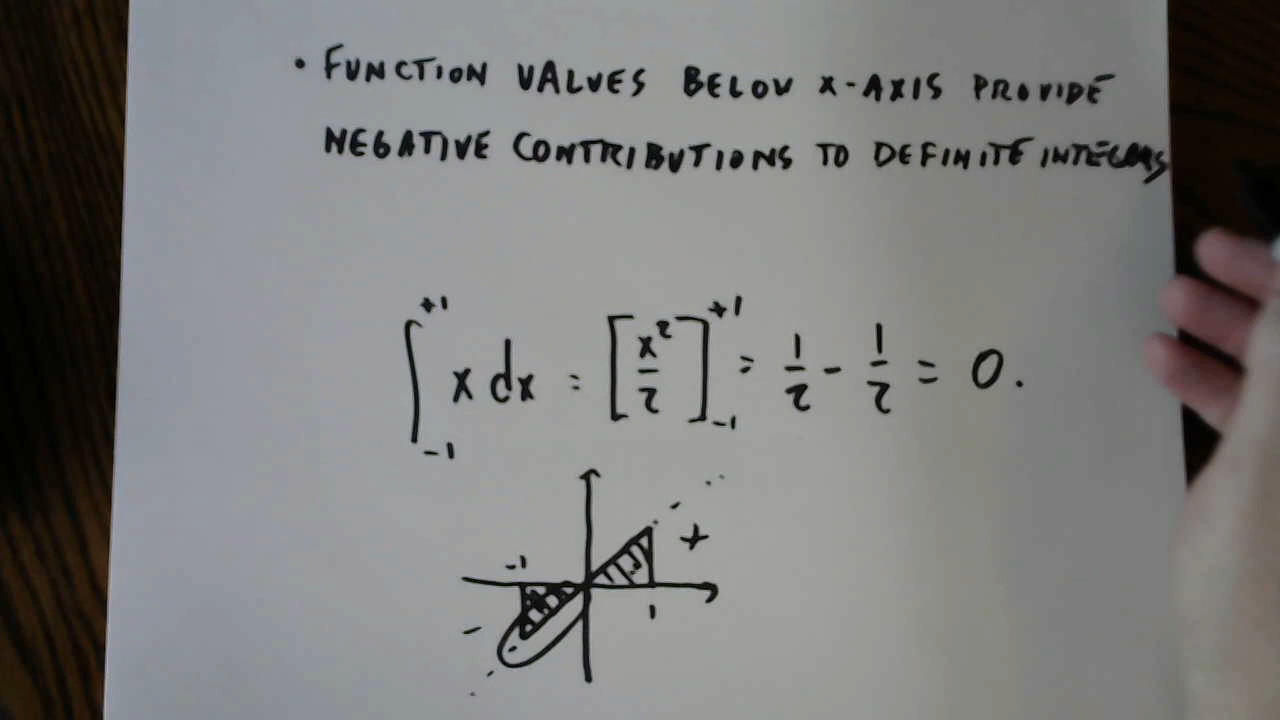 • FUNCTION VALUES BELOW X-AXIS PROVIDE
NEGATIVE CONTRIBUTIONS TO DEFINITE INTEGRALS
∫₋₁⁺¹ x dx = [x²/2]₋₁⁺¹ = 1/2 - 1/2 = 0.
+
-1
1
-